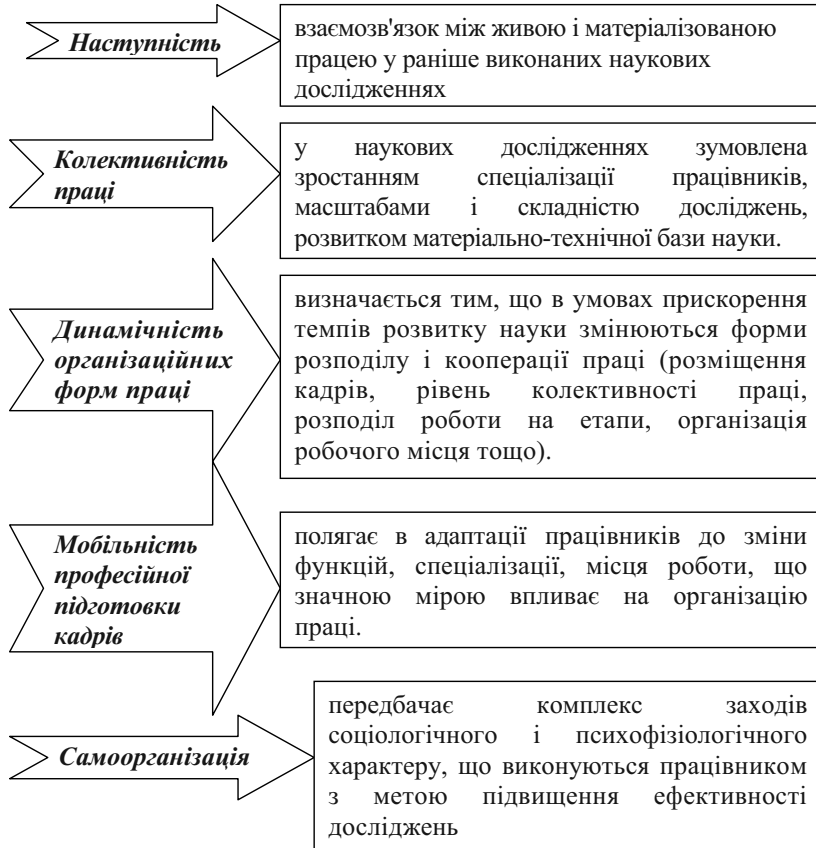 Наступність
взаємозв'язок між живою і матеріалізованою
працею у раніше виконаних наукових
дослідженнях
Колективність
праці
у наукових дослідженнях зумовлена
зростанням спеціалізації працівників,
масштабами і складністю досліджень,
розвитком матеріально-технічної бази науки.
Динамічність
організаційних
форм праці
визначається тим, що в умовах прискорення
темпів розвитку науки змінюються форми
розподілу і кооперації праці (розміщення
кадрів, рівень колективності праці,
розподіл роботи на етапи, організація
робочого місця тощо).
Мобільність
професійної
підготовки
кадрів
полягає в адаптації працівників до зміни
функцій, спеціалізації, місця роботи, що
значною мірою впливає на організацію
праці.
Самоорганізація
передбачає комплекс заходів
соціологічного і психофізіологічного
характеру, що виконуються працівником
з метою підвищення ефективності
досліджень